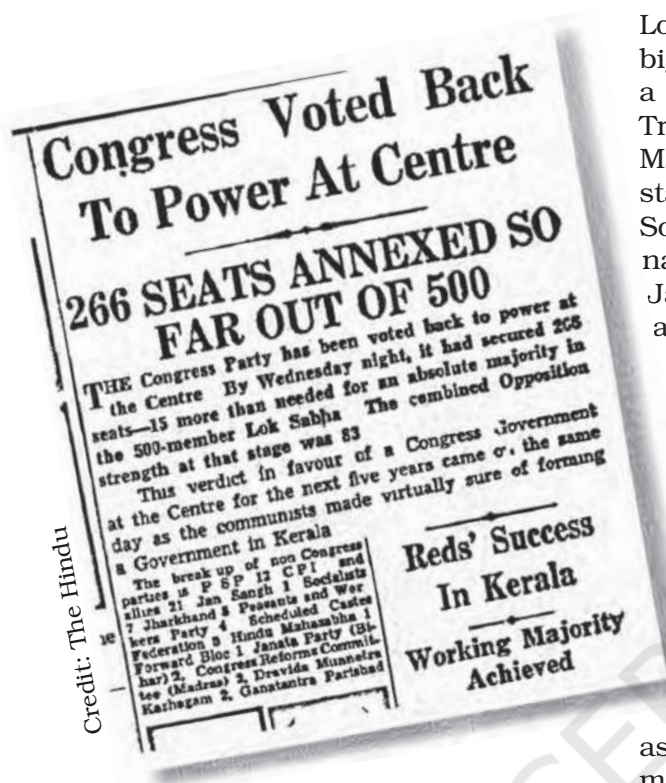 Congress Voted Back
To Power At Centre
266 SEATS ANNEXED SO
FAR OUT OF 500
THE Congress Party has been voted back to power at
the Centre By Wednesday night, it had secured
seats—15 more than needed for an absolute majority in
the 500-member Lok Sabha The combined Opposition
strength at that stage was 83
This verdict in favour of a Congress Government
at the Centre for the next five years came the same
day as the communists made virtually sure of forming
a Government in Kerala
The break up of non Congress
parties is P S P 12 C P I and
allies 21 Jan Sangh 1 Socialists
7 Jharkhand Peasants and Wor
kers Party 4 Scheduled Castes
Federation Hindu Mahasabha 1
Forward Bloc 1 Janata Party (Bi-
har) 2, Congress Reforms Commit-
tee (Madras) 2, Dravida Munnetra
Kazhagam 2, Ganatantra Parishad
Reds' Success
In Kerala
Working Majority
Achieved
Credit: The Hindu
Lo
big
a
Tr
M
sta
So
na
Ja
a
as
m